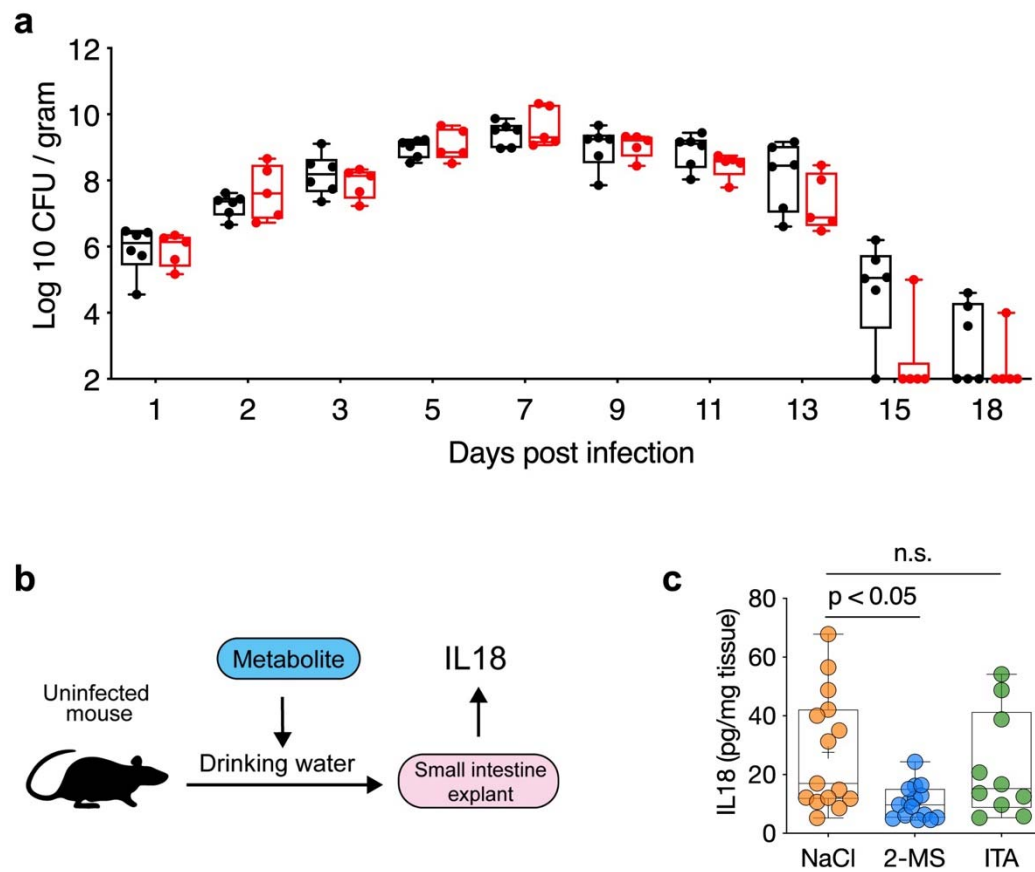 a
Log 10 CFU / gram
12
10
8
6
4
2
1 2 3 5 7 9 11 13 15 18
Days post infection
b
Metabolite
IL18
Uninfected
mouse
Drinking water
Small intestine
explant
c
n.s.
p < 0.05
IL18 (pg/mg tissue)
80
60
40
20
0
NaCl 2-MS ITA